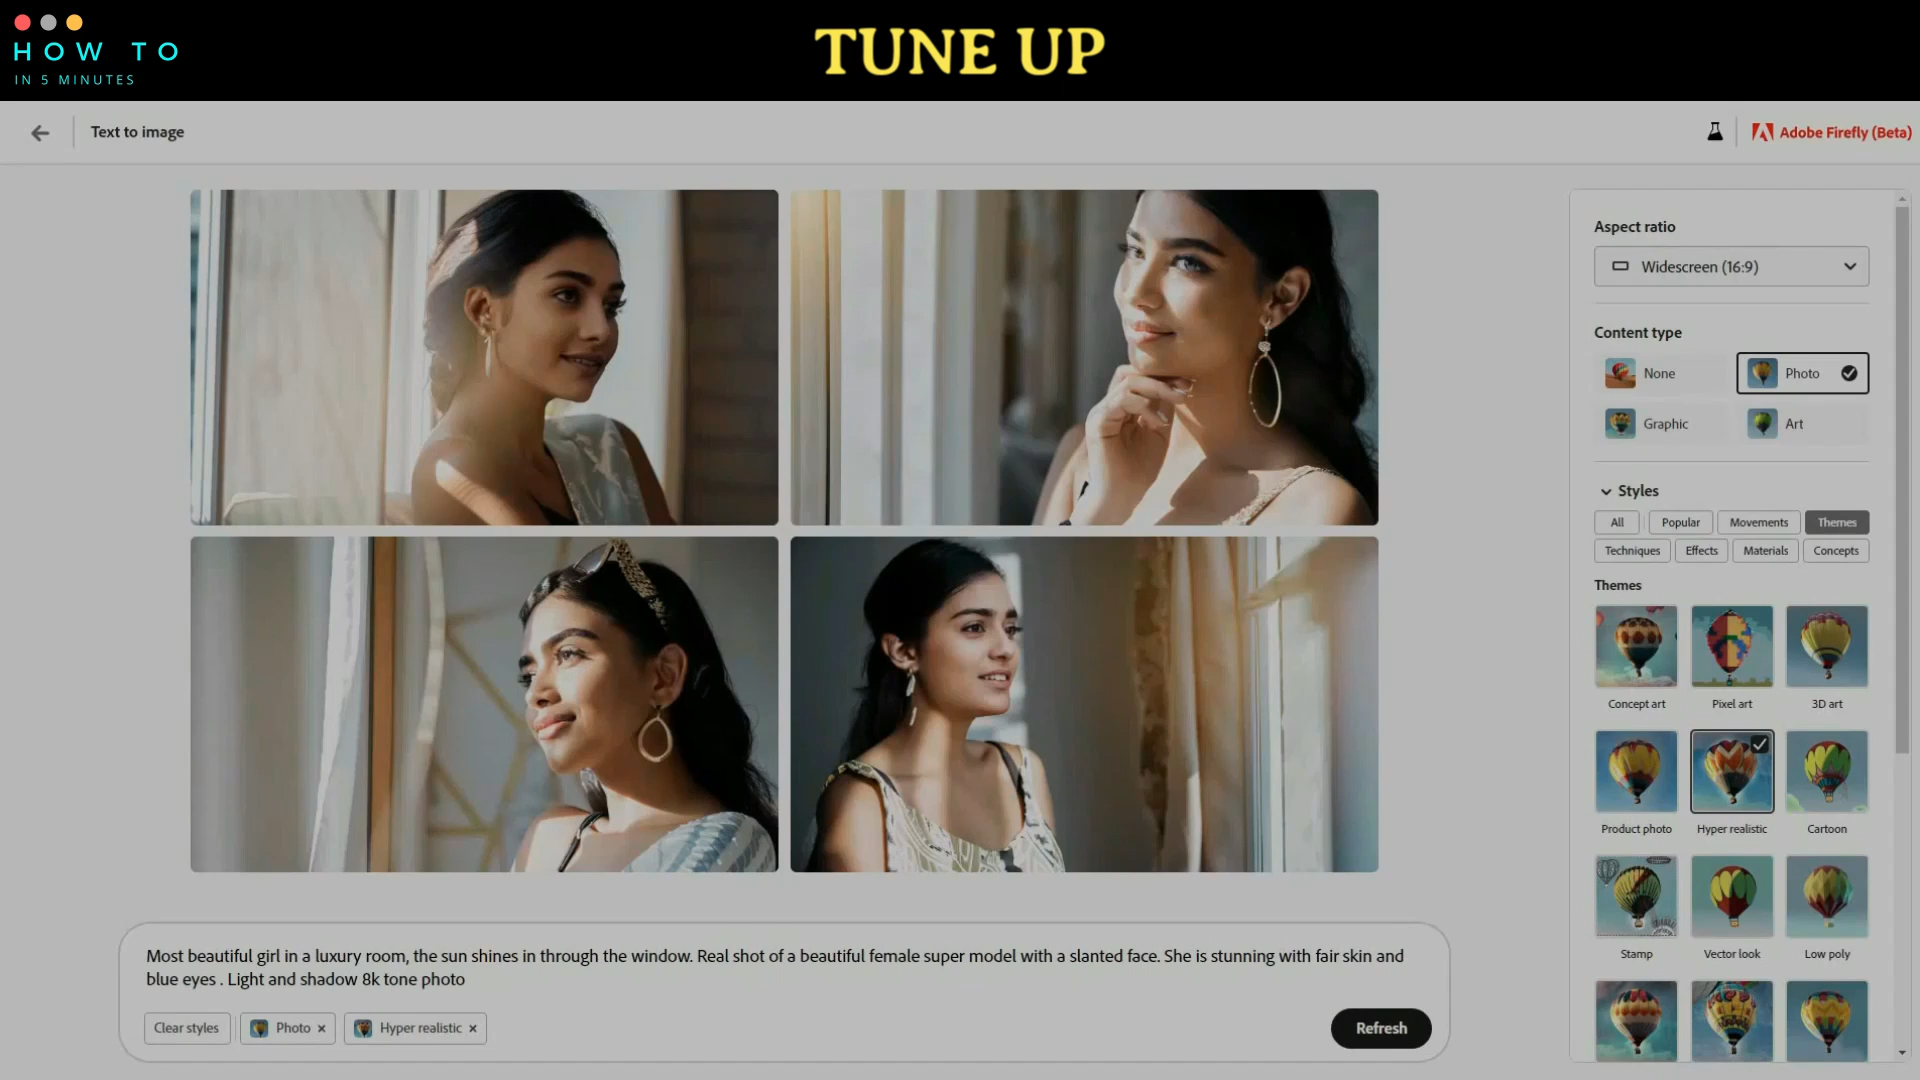 TUNE UP
HOW TO
IN 5 MINUTES
Text to image
Adobe Firefly (Beta)
Aspect ratio
Widescreen (16:9)
Content type
None
Photo
Graphic
Art
Styles
All
Popular
Movements
Themes
Techniques
Effects
Materials
Concepts
Themes
Concept art
Pixel art
3D art
Product photo
Hyper realistic
Cartoon
Stamp
Vector look
Low poly
Most beautiful girl in a luxury room, the sun shines in through the window. Real shot of a beautiful female super model with a slanted face. She is stunning with fair skin and
blue eyes . Light and shadow 8k tone photo
Clear styles
Photo ×
Hyper realistic ×
Refresh